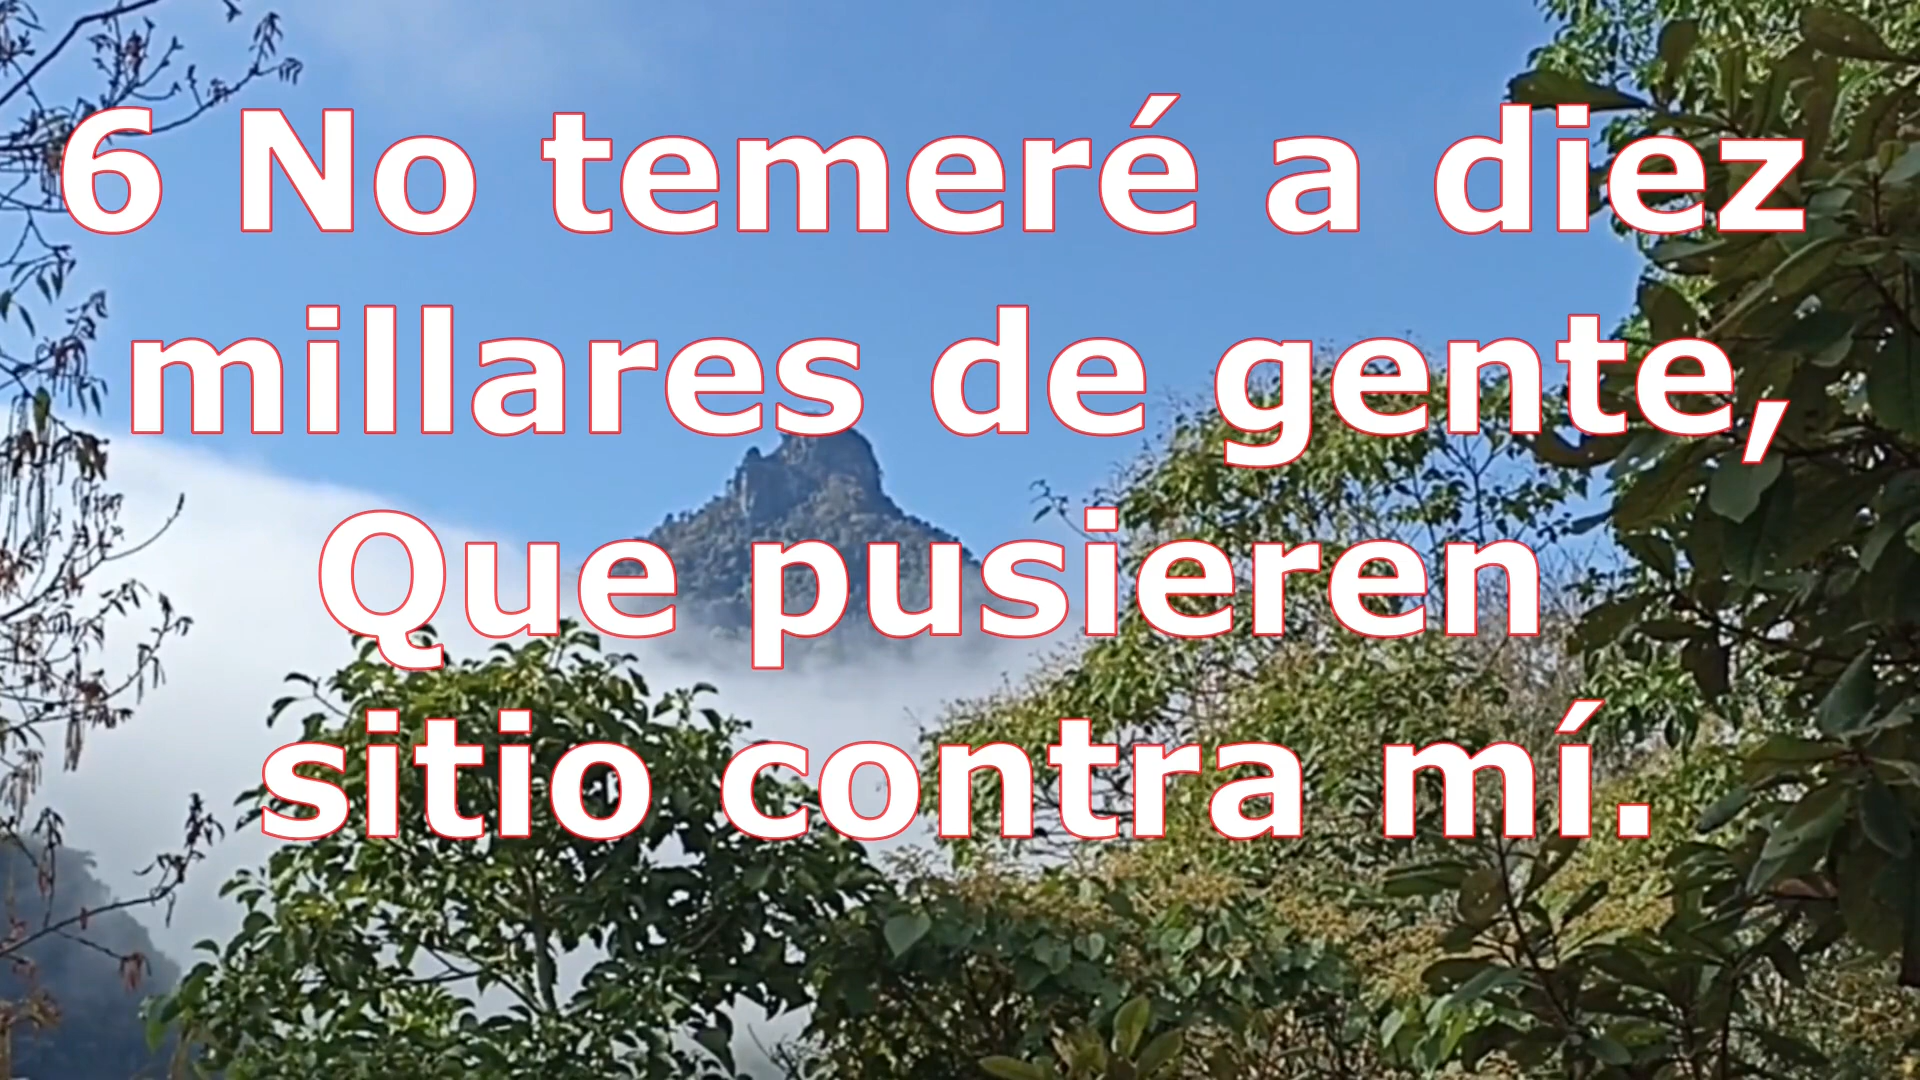 6 No temeré a diez
millares de gente,
Que pusieren
sitio contra mí.